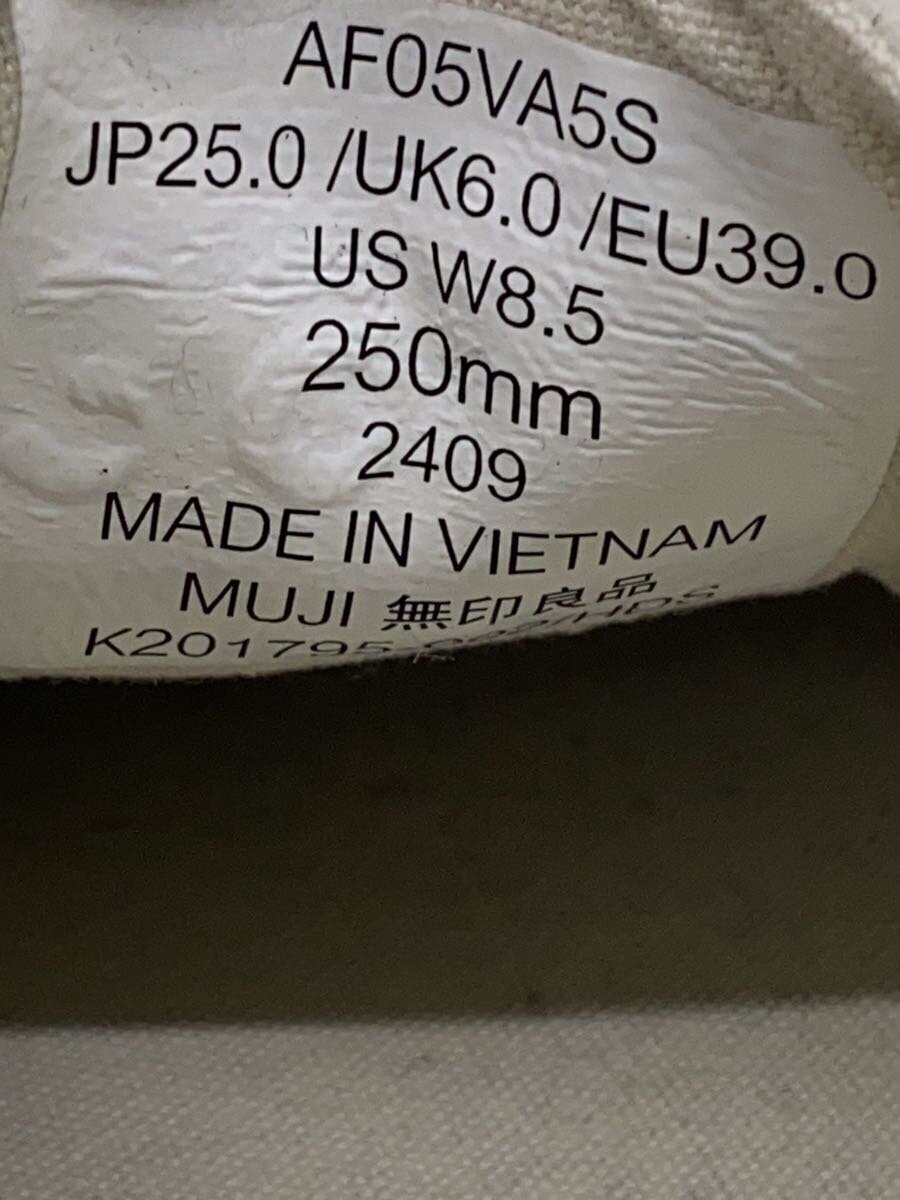 AF05VA5S
JP25.0 /UK6.0 /EU39.0
US W8.5
250mm
2409
MADE IN VIETNAM
MUJI 無印良品